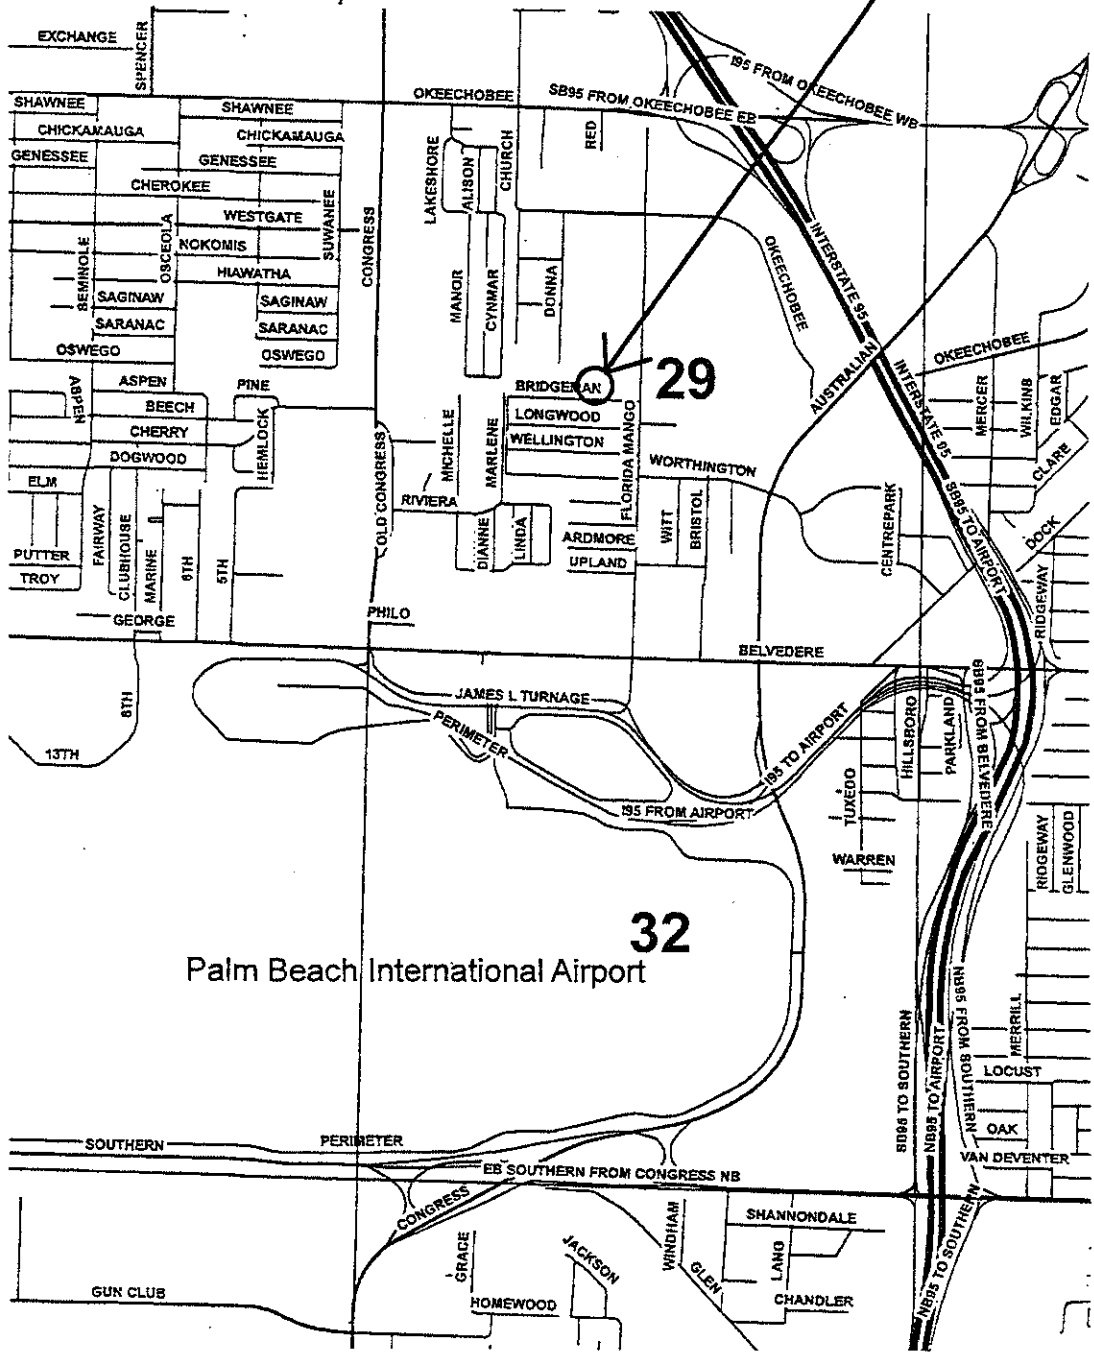 EXCHANGE
SPENCER
I95 FROM OKEECHOBEE WB
SB95 FROM OKEECHOBEE EB
OKEECHOBEE
SHAWNEE
SHAWNEE
CHICKAMAUGA
CHICKAMAUGA
GENESSEE
GENESSEE
CHEROKEE
WESTGATE
NOKOMIS
HIAWATHA
SEMINOLE
OSCEOLA
SUWANEE
CONGRESS
LAKESHORE
ALISON
CHURCH
RED
SAGINAW
SAGINAW
SARANAC
SARANAC
OSWEGO
OSWEGO
MANOR
CYNMAR
DONNA
OKEECHOBEE
INTERSTATE 95
AUSTRALIAN
INTERSTATE 95
OKEECHOBEE
ASPEN
ASPEN
PINE
BEECH
CHERRY
DOGWOOD
HEMLOCK
ELM
BRIDGEMAN
29
LONGWOOD
WELLINGTON
MICHELLE
MARLENE
FLORIDA MANGO
WORTHINGTON
MERCER
WILKINS
EDGAR
CLARE
OLD CONGRESS
RIVIERA
DIANNE
LINDA
ARDMORE
UPLAND
WITT
BRISTOL
CENTREPARK
SB95 TO AIRPORT
DOCK
RIDGEWAY
PUTTER
TROY
FAIRWAY
CLUBHOUSE
MARINE
6TH
5TH
GEORGE
PHILO
BELVEDERE
8TH
13TH
JAMES L TURNAGE
PERIMETER
I95 FROM AIRPORT
I95 TO AIRPORT
TUXEDO
HILLSBORO
PARKLAND
SB95 FROM BELVEDERE
WARREN
RIDGEWAY
GLENWOOD
32
Palm Beach International Airport
SB95 TO SOUTHERN
NB95 TO AIRPORT
NB95 FROM SOUTHERN
MERRILL
LOCUST
OAK
VAN DEVENTER
SOUTHERN
PERIMETER
EB SOUTHERN FROM CONGRESS NB
CONGRESS
NB95 TO SOUTHERN
GRACE
JACKSON
WINDHAM
GLEN
SHANNONDALE
LANG
CHANDLER
GUN CLUB
HOMEWOOD